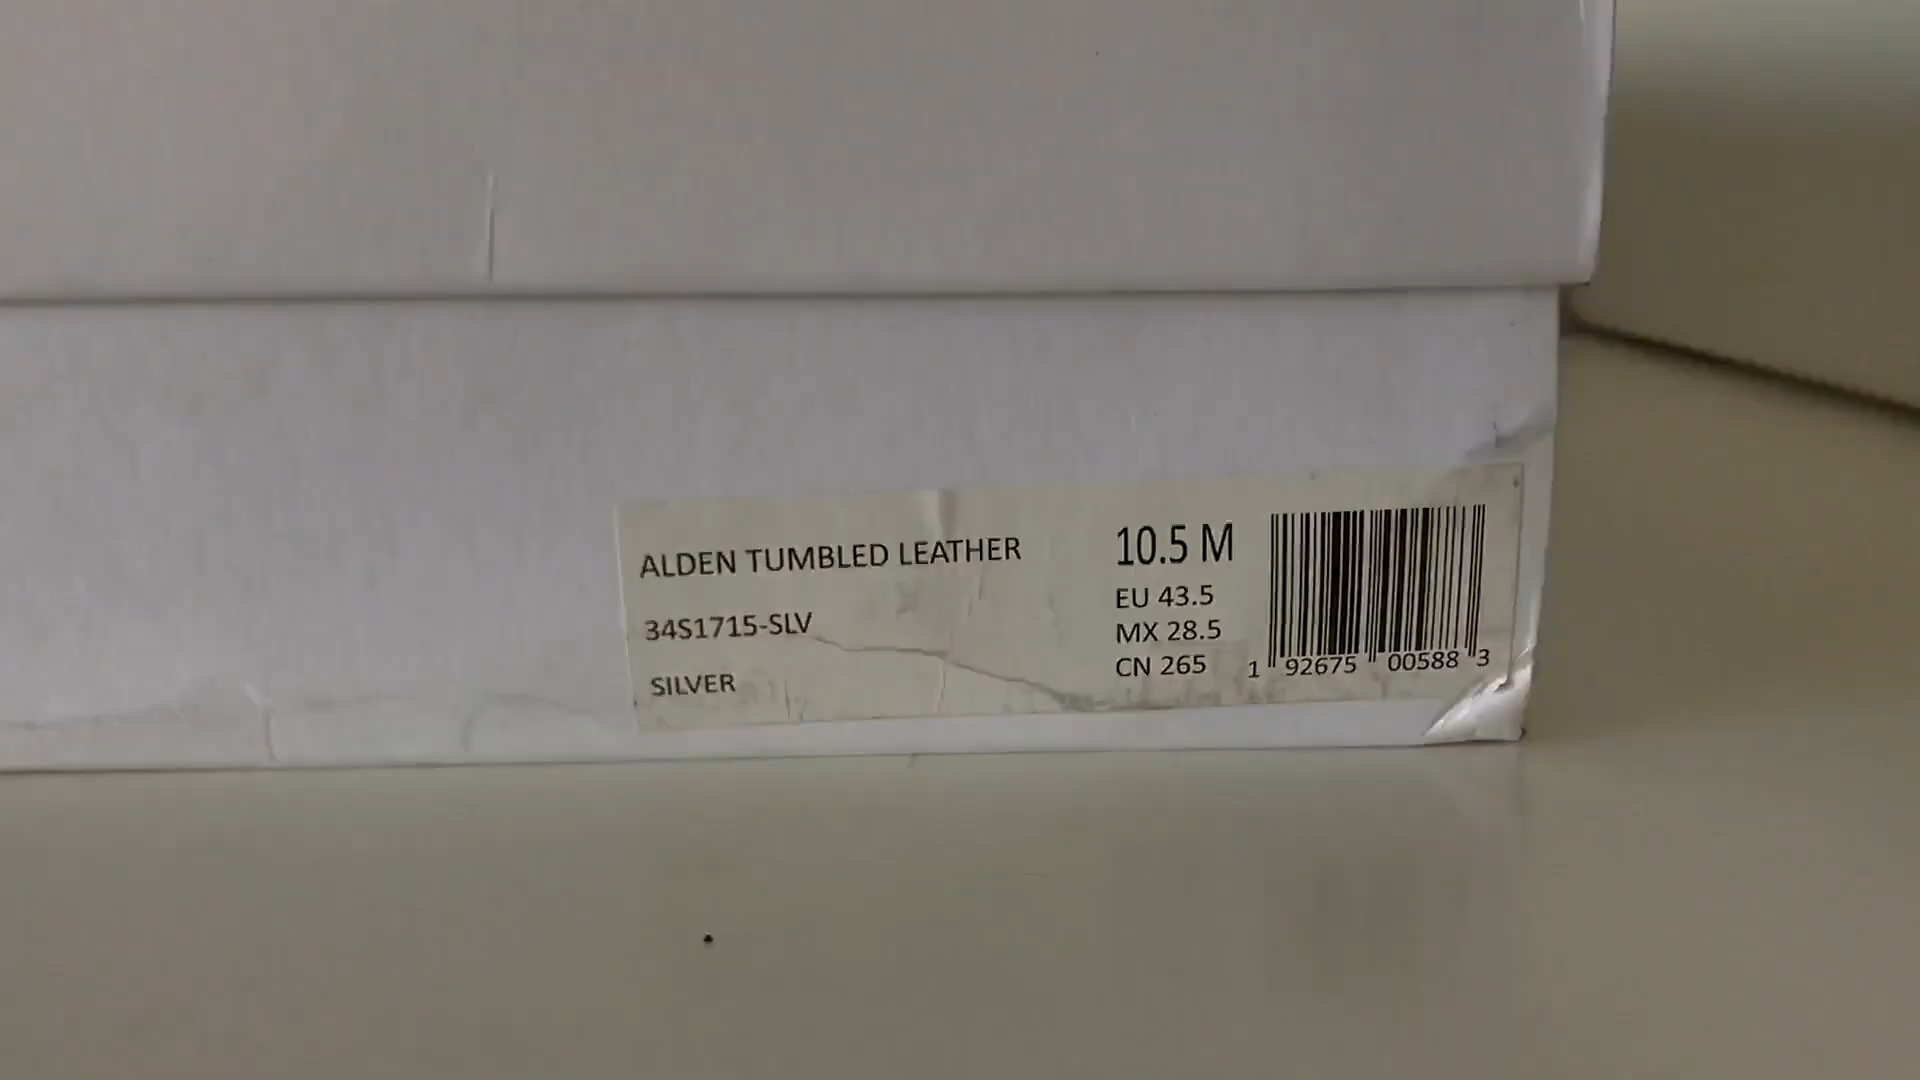 ALDEN TUMBLED LEATHER
34S1715-SLV
SILVER
10.5 M
EU 43.5
MX 28.5
CN 265
1 92675 00588 3